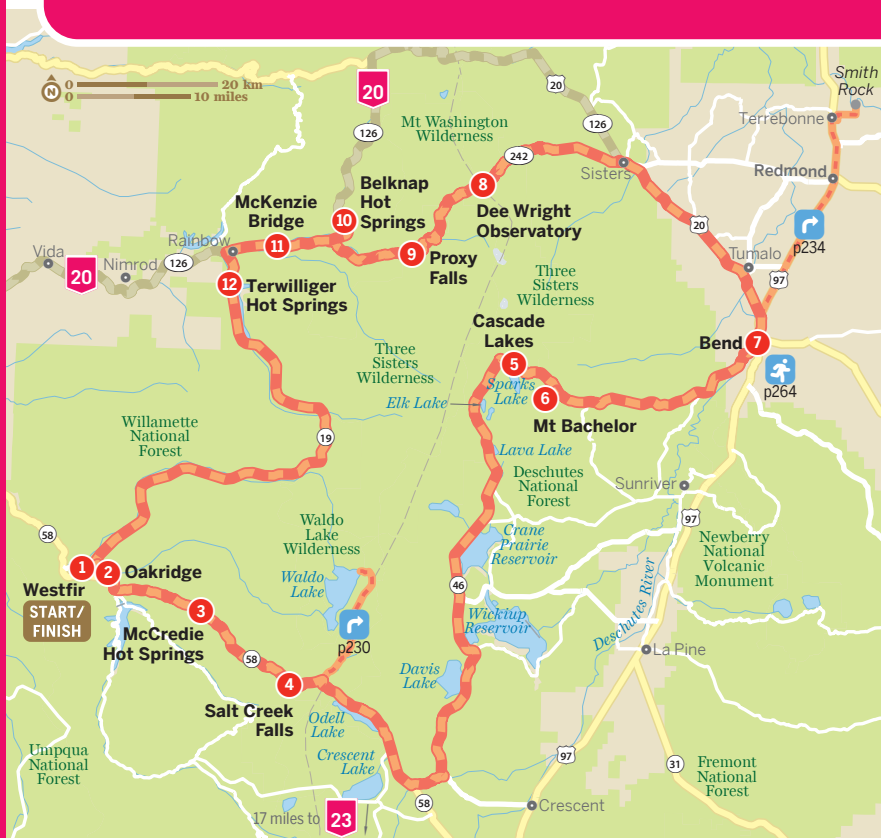 0 20 km
0 10 miles
N
20
126
20
126
Mt Washington
Wilderness
242
Smith
Rock
Terrebonne
Redmond
Sisters
20
p234
97
Tumalo
Belknap
Hot
Springs
McKenzie
Bridge
10
11
8
Dee Wright
Observatory
9
Proxy
Falls
Rainbow
Vida
20
Nimrod
126
12
Terwilliger
Hot Springs
Three
Sisters
Wilderness
Three
Sisters
Wilderness
Cascade
Lakes
5
Sparks
Lake
6
Mt Bachelor
Elk Lake
Bend
7
p264
Lava Lake
Deschutes
National
Forest
Sunriver
97
19
Willamette
National
Forest
58
1
2
Oakridge
Westfir
START/
FINISH
3
McCredie
Hot Springs
58
4
Salt Creek
Falls
Waldo
Lake
Wilderness
Waldo
Lake
p230
Crane
Prairie
Reservoir
46
Wickiup
Reservoir
Davis
Lake
Odell
Lake
Crescent
Lake
Newberry
National
Volcanic
Monument
Deschutes River
La Pine
97
31
Fremont
National
Forest
Crescent
58
17 miles to
23
Umpqua
National
Forest